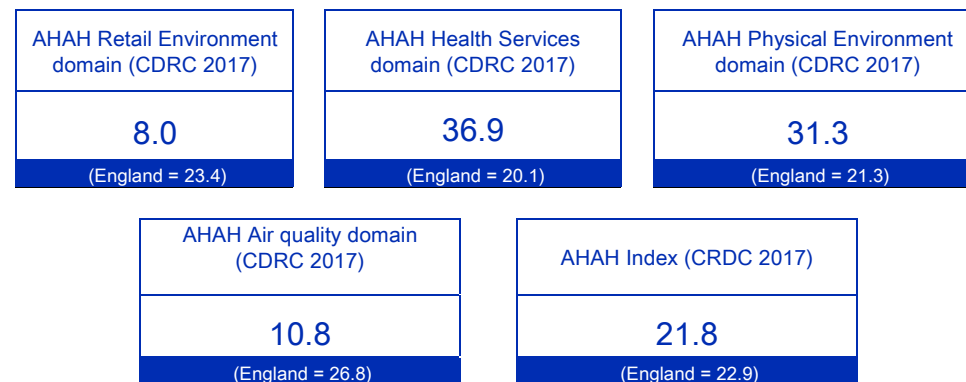 AHAH Retail Environment
domain (CDRC 2017)
8.0
(England = 23.4)
AHAH Health Services
domain (CDRC 2017)
36.9
(England = 20.1)
AHAH Physical Environment
domain (CDRC 2017)
31.3
(England = 21.3)
AHAH Air quality domain
(CDRC 2017)
10.8
(England = 26.8)
AHAH Index (CRDC 2017)
21.8
(England = 22.9)